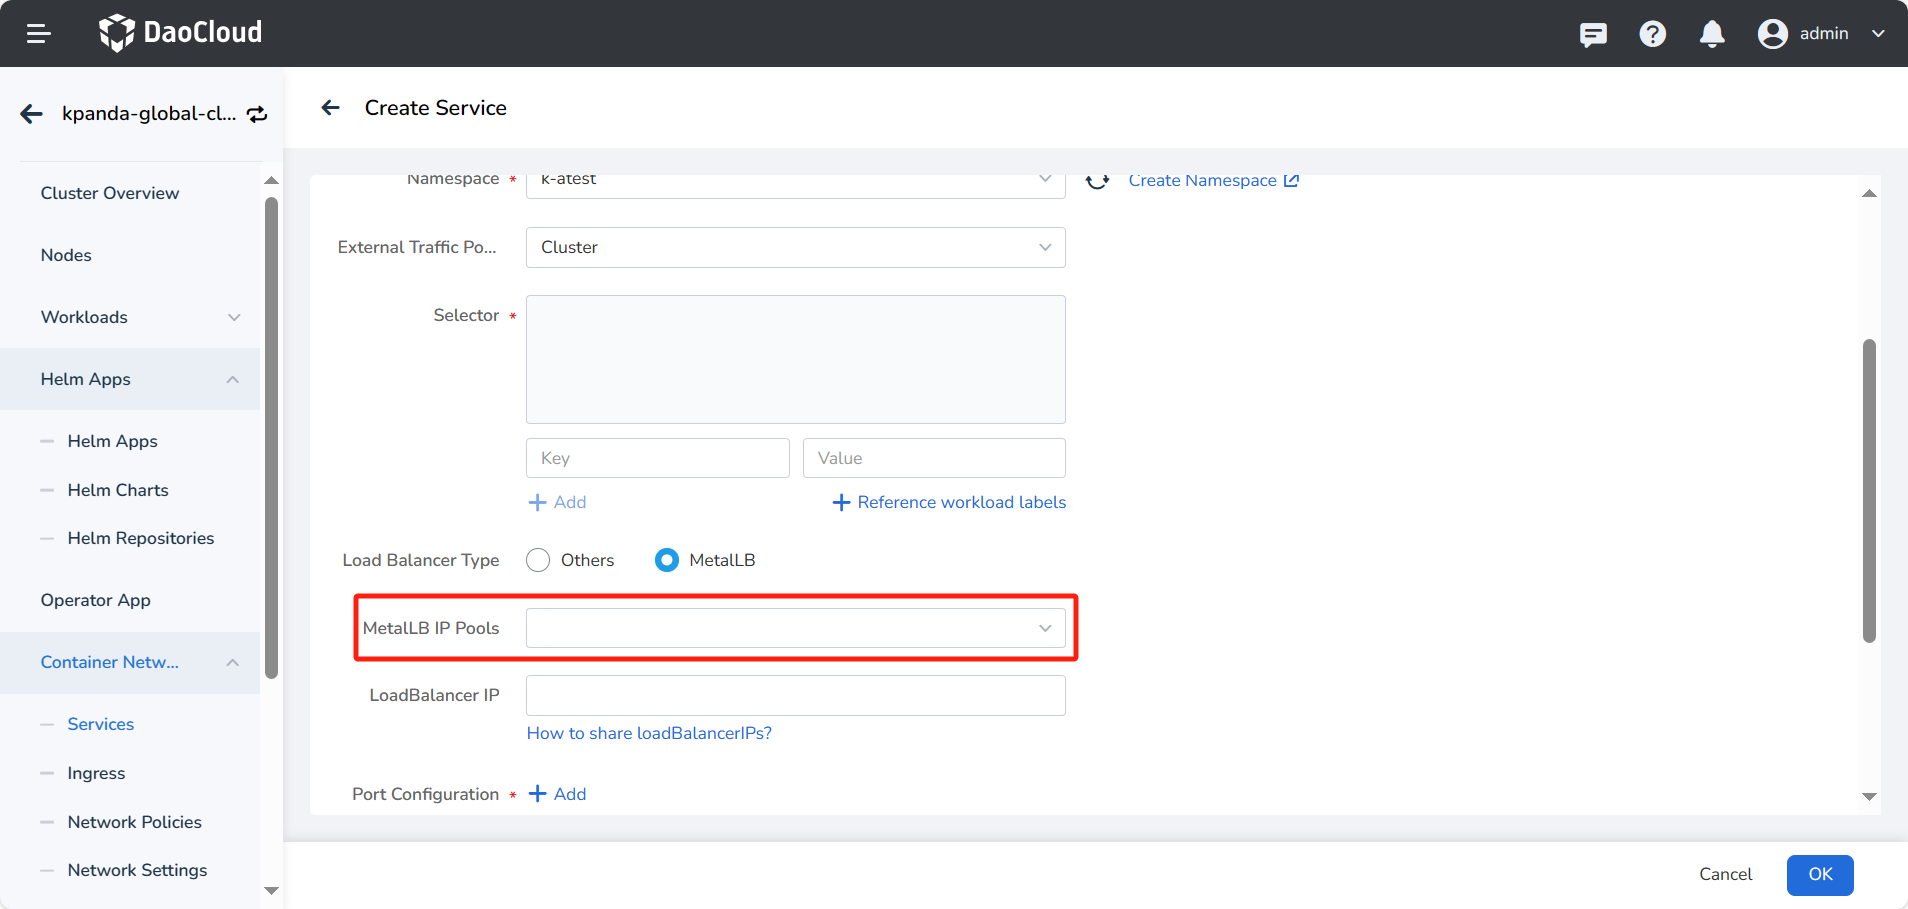 DaoCloud
admin
kpanda-global-cl...
Create Service
Cluster Overview
Nodes
Workloads
Helm Apps
Helm Apps
Helm Charts
Helm Repositories
Operator App
Container Netw...
Services
Ingress
Network Policies
Network Settings
Namespace * k-atest Create Namespace
External Traffic Po... Cluster
Selector *
Key Value
+ Add + Reference workload labels
Load Balancer Type Others MetalLB
MetalLB IP Pools
LoadBalancer IP
How to share loadBalancerIPs?
Port Configuration * + Add
Cancel OK